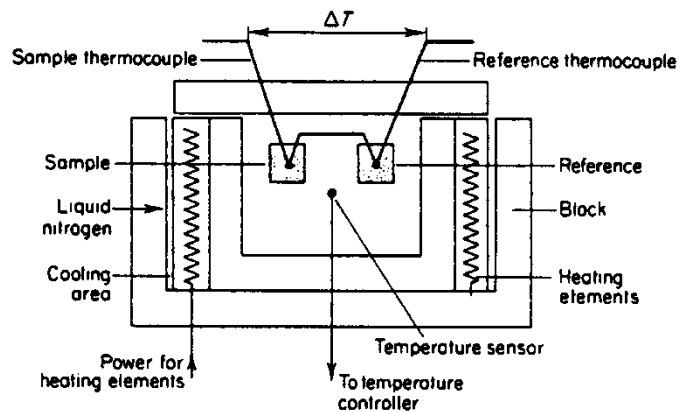 ΔT
Sample thermocouple
Reference thermocouple
Sample
Reference
Liquid
nitrogen
Block
Cooling
area
Heating
elements
Temperature sensor
Power for
heating elements
To temperature
controller